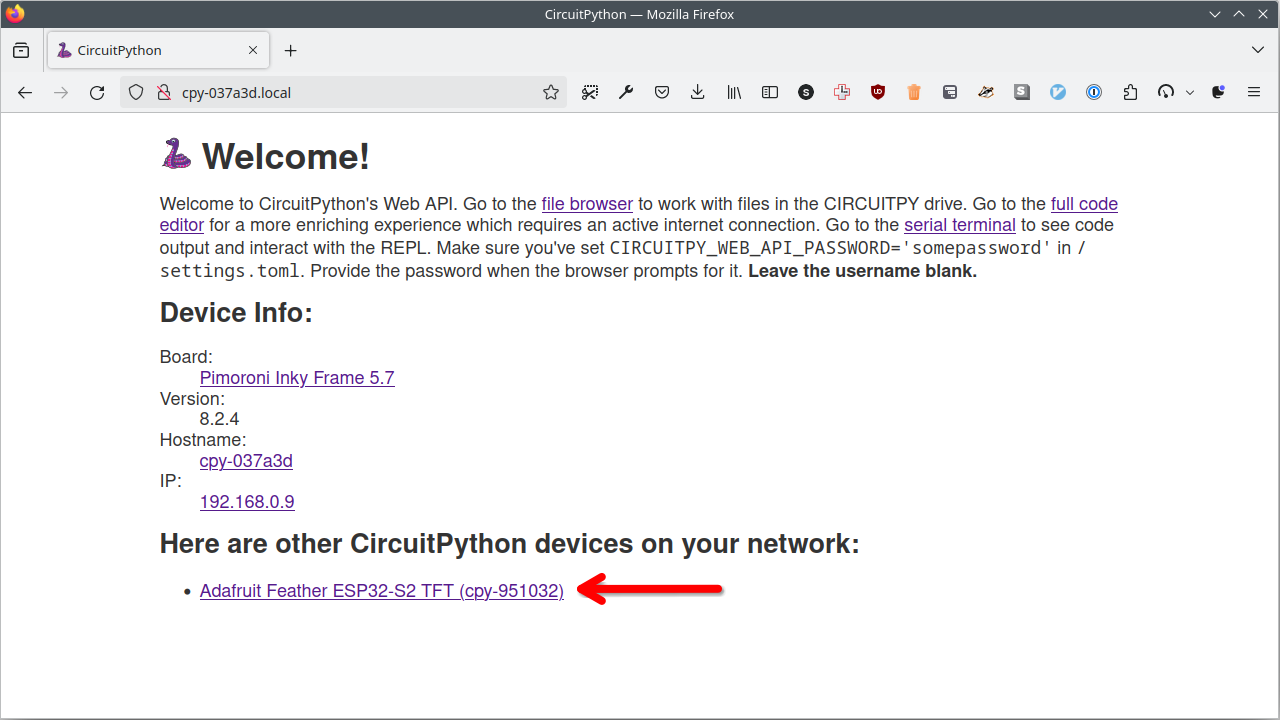 CircuitPython — Mozilla Firefox
CircuitPython
cpy-037a3d.local
Welcome!
Welcome to CircuitPython's Web API. Go to the file browser to work with files in the CIRCUITPY drive. Go to the full code
editor for a more enriching experience which requires an active internet connection. Go to the serial terminal to see code
output and interact with the REPL. Make sure you've set CIRCUITPY_WEB_API_PASSWORD='somepassword' in /
settings.toml. Provide the password when the browser prompts for it. Leave the username blank.
Device Info:
Board:
Pimoroni Inky Frame 5.7
Version:
8.2.4
Hostname:
cpy-037a3d
IP:
192.168.0.9
Here are other CircuitPython devices on your network:
• Adafruit Feather ESP32-S2 TFT (cpy-951032)